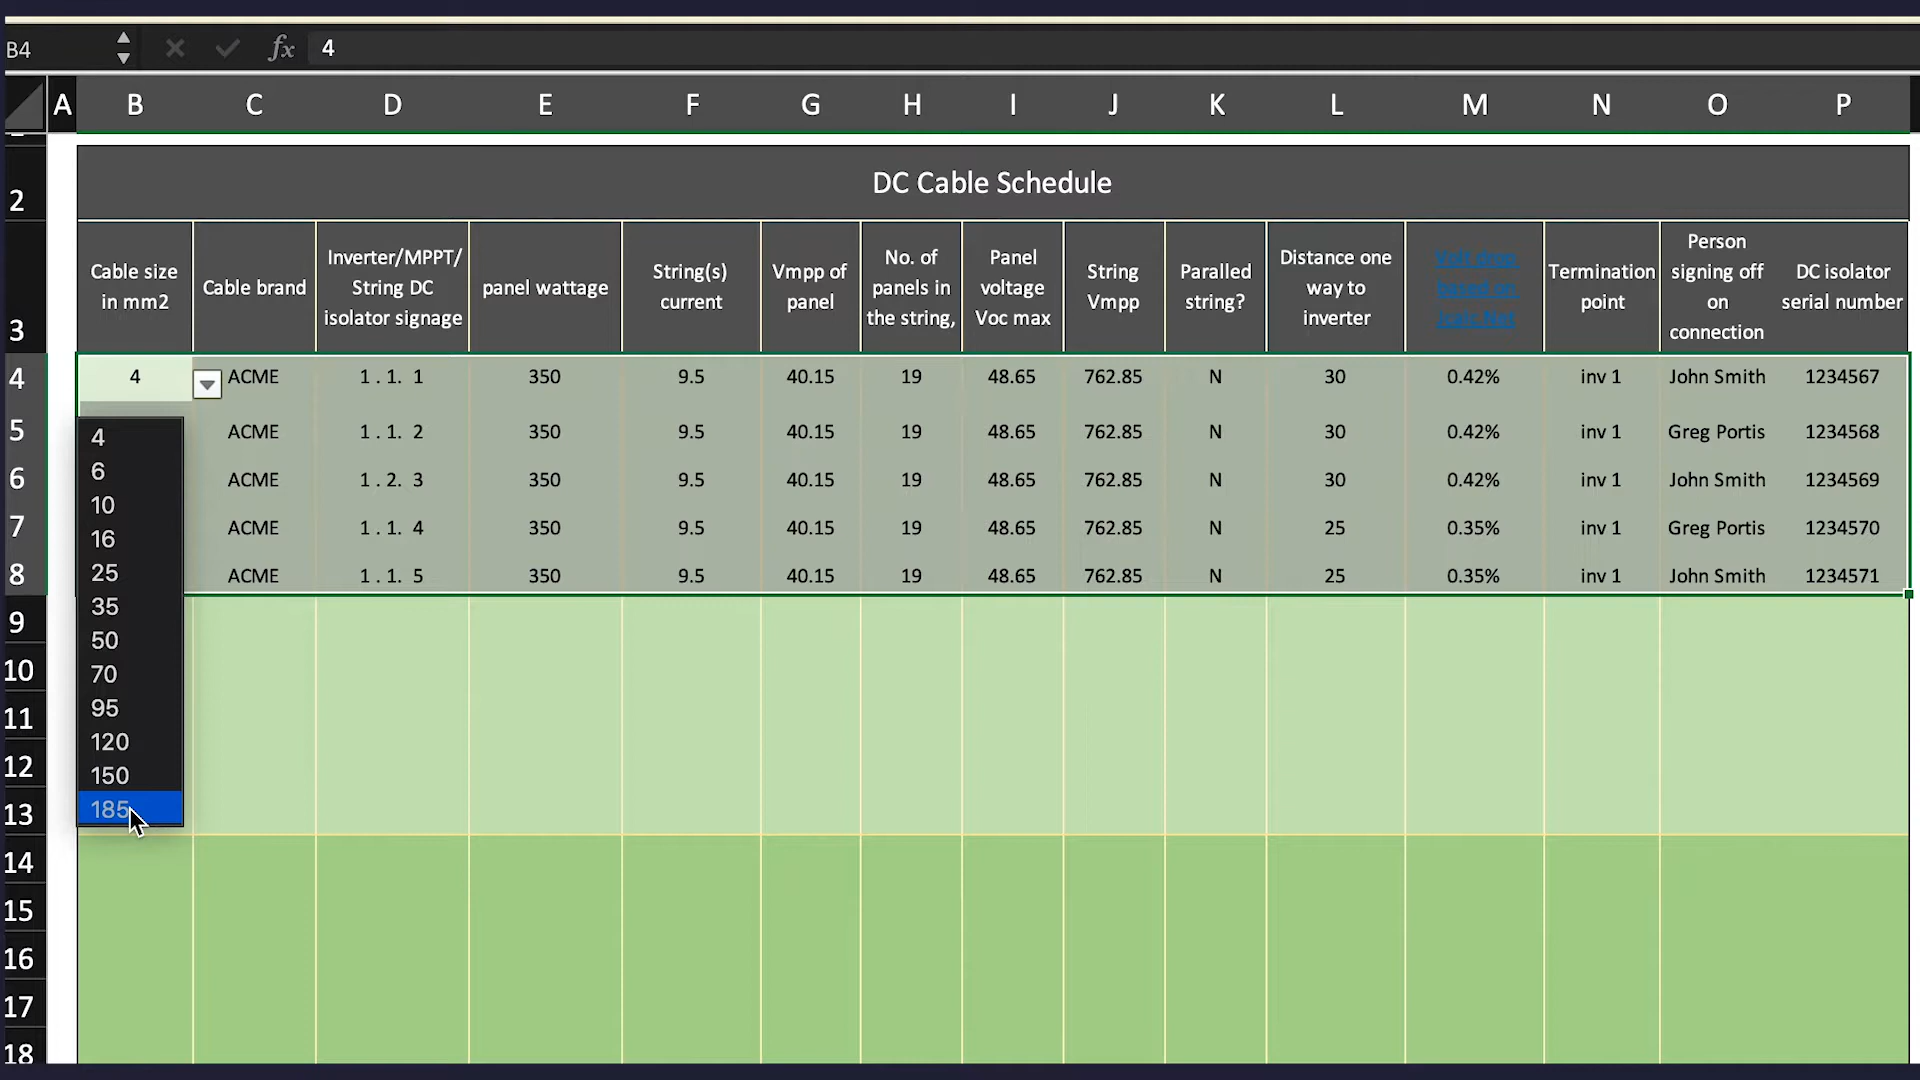 B4 fx 4
A B C D E F G H I J K L M N O P
2 DC Cable Schedule
3
Cable size in mm2
Cable brand
Inverter/MPPT/ String DC isolator signage
panel wattage
String(s) current
Vmpp of panel
No. of panels in the string,
Panel voltage Voc max
String Vmpp
Paralled string?
Distance one way to inverter
Volt drop based on Jcalc.Net
Termination point
Person signing off on connection
DC isolator serial number
4 4 ACME 1 . 1. 1 350 9.5 40.15 19 48.65 762.85 N 30 0.42% inv 1 John Smith 1234567
5 ACME 1 . 1. 2 350 9.5 40.15 19 48.65 762.85 N 30 0.42% inv 1 Greg Portis 1234568
6 ACME 1 . 2. 3 350 9.5 40.15 19 48.65 762.85 N 30 0.42% inv 1 John Smith 1234569
7 ACME 1 . 1. 4 350 9.5 40.15 19 48.65 762.85 N 25 0.35% inv 1 Greg Portis 1234570
8 ACME 1 . 1. 5 350 9.5 40.15 19 48.65 762.85 N 25 0.35% inv 1 John Smith 1234571
4
6
10
16
25
35
50
70
95
120
150
185
9
10
11
12
13
14
15
16
17
18